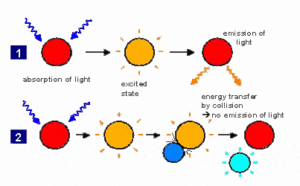 emission of
light
1
absorption of light
excited
state
energy transfer
by collision
→ no emission of light
2